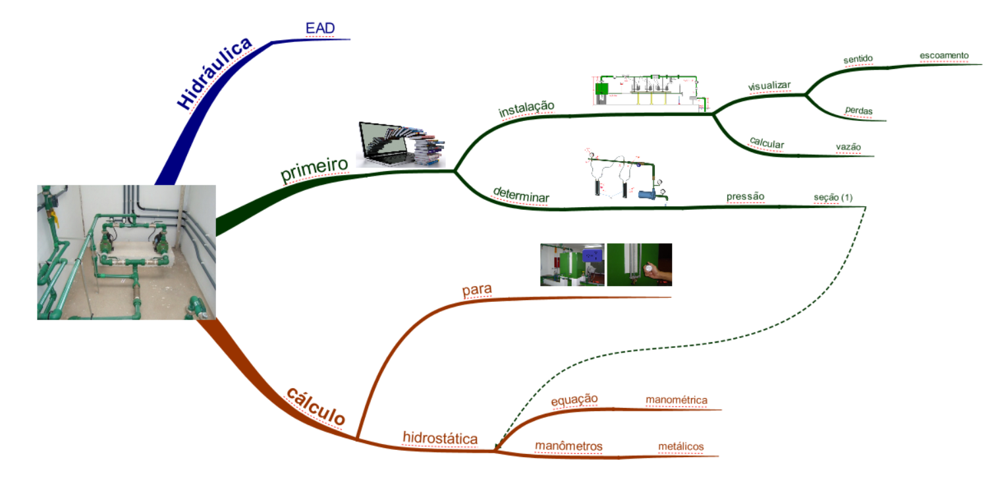 Hidráulica
EAD
primeiro
instalação
visualizar
sentido
escoamento
perdas
calcular
vazão
determinar
pressão
seção (1)
cálculo
para
hidrostática
equação
manométrica
manômetros
metálicos